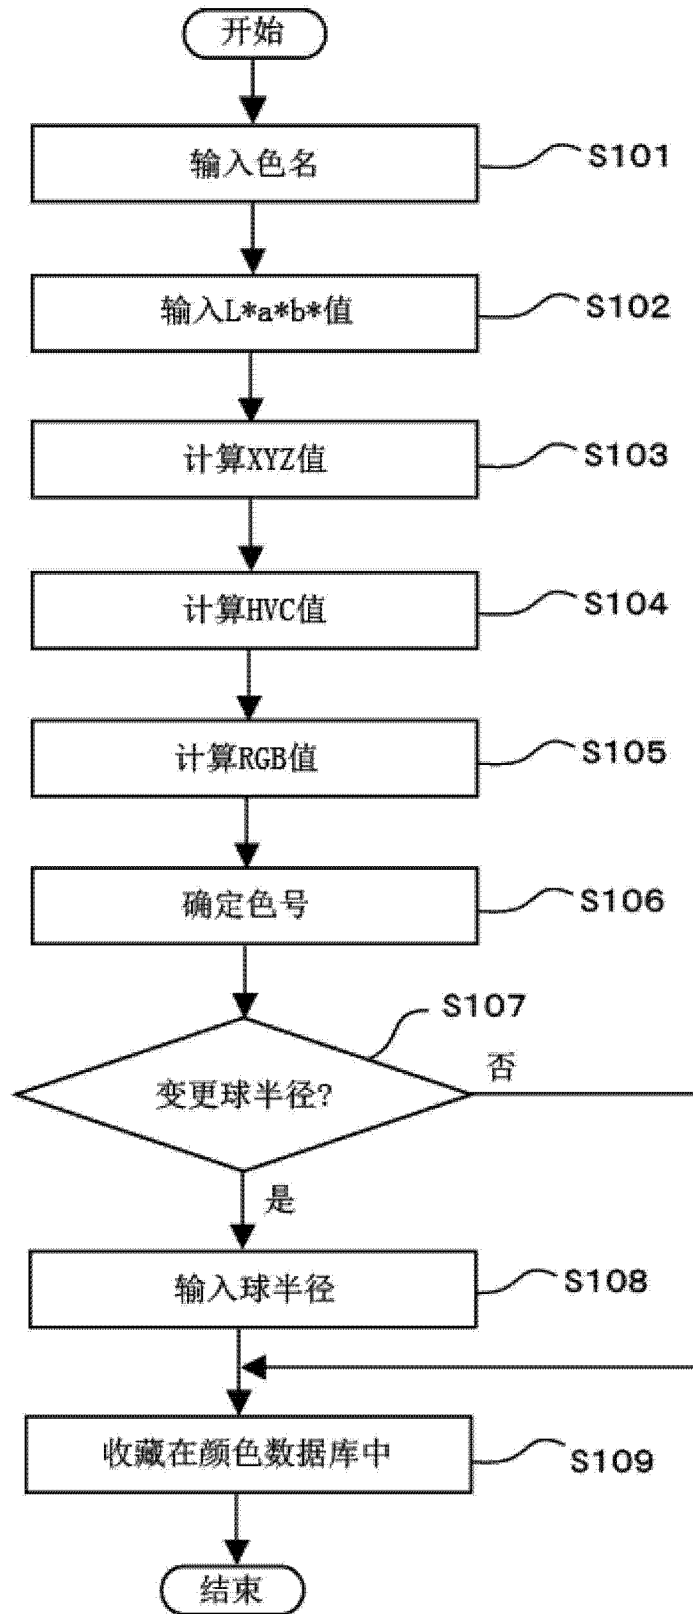 开始
输入色名
S101
输入L*a*b*值
S102
计算XYZ值
S103
计算HVC值
S104
计算RGB值
S105
确定色号
S106
S107
变更球半径?
否
是
输入球半径
S108
收藏在颜色数据库中
S109
结束